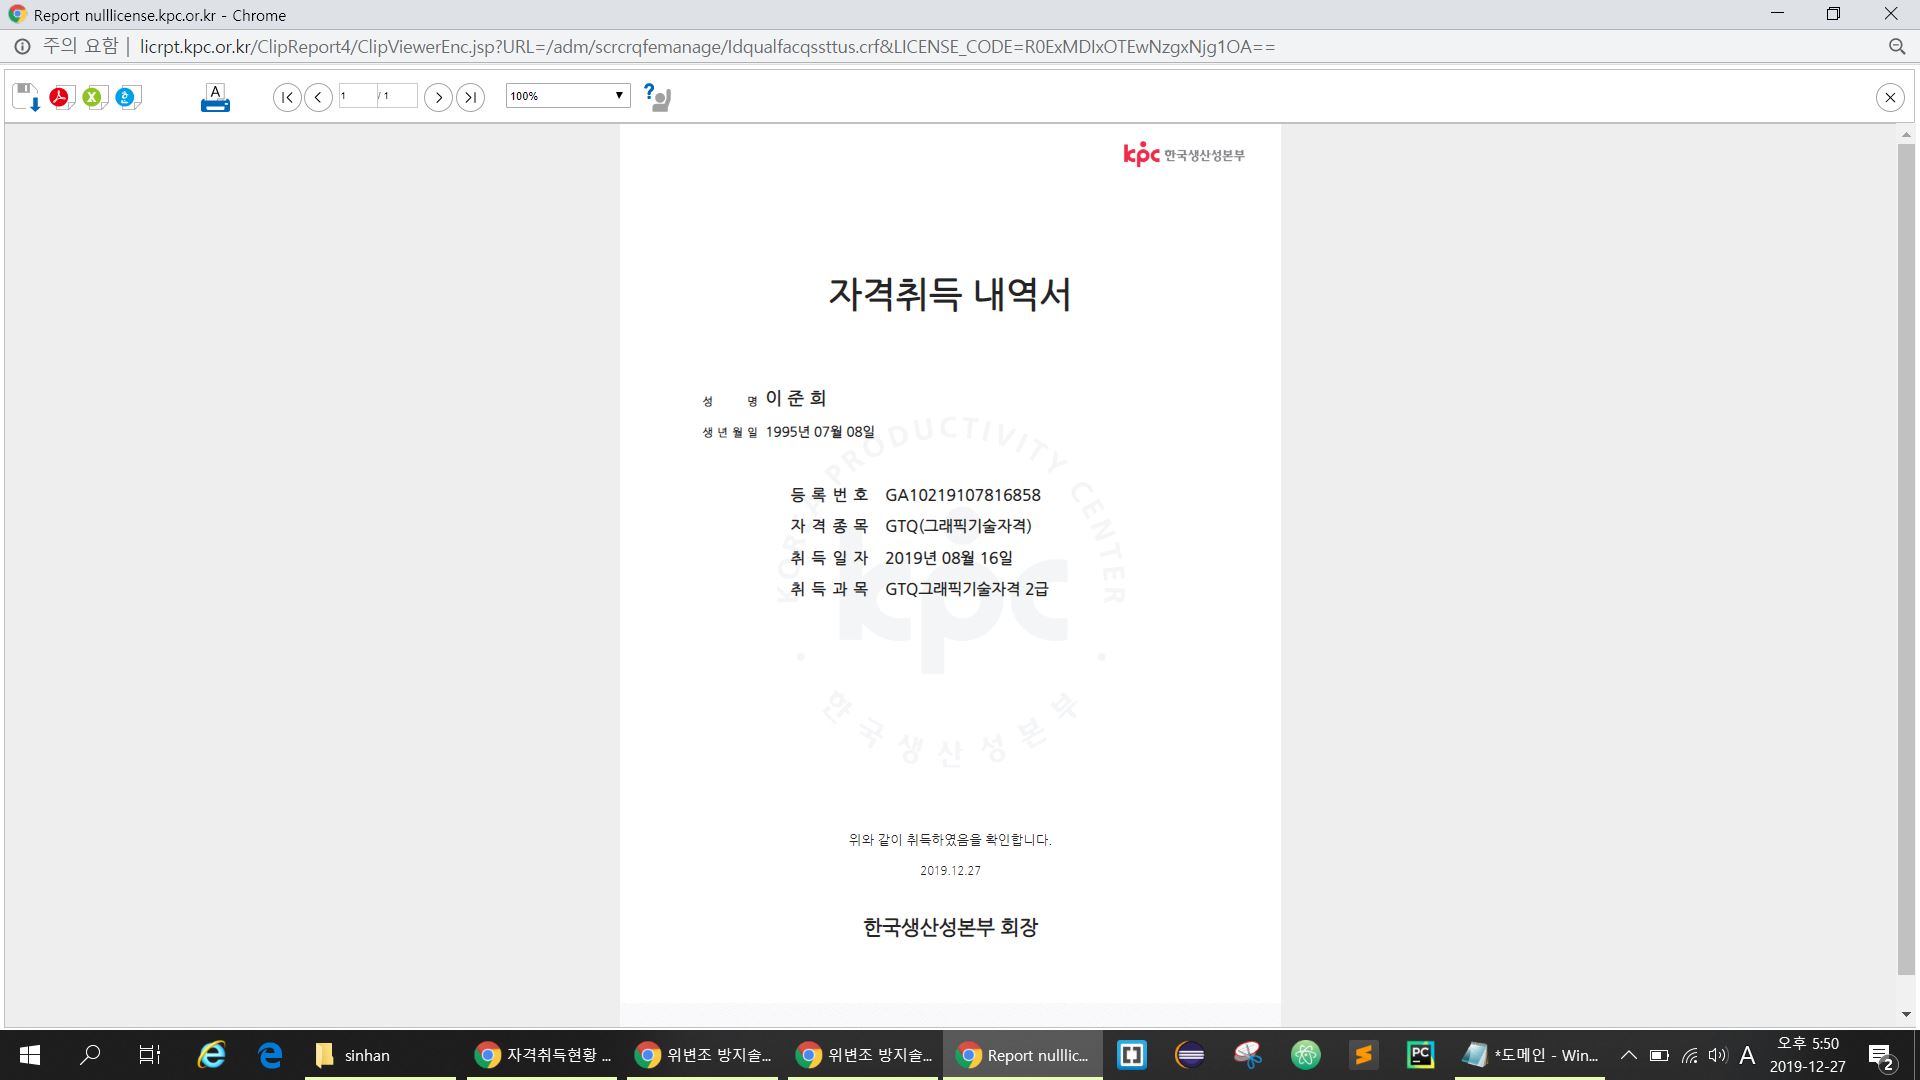 Report nulllicense.kpc.or.kr - Chrome
주의 요함 | licrpt.kpc.or.kr/ClipReport4/ClipViewerEnc.jsp?URL=/adm/scrcrqfemanage/ldqualfacqssttus.crf&LICENSE_CODE=R0ExMDIxOTEwNzgxNjg1OA==
1 / 1 100%
kpc 한국생산성본부
자격취득 내역서
성 명 이 준 희
생 년 월 일 1995년 07월 08일
KOREA PRODUCTIVITY CENTER
등 록 번 호 GA10219107816858
자 격 종 목 GTQ(그래픽기술자격)
취 득 일 자 2019년 08월 16일
취 득 과 목 GTQ그래픽기술자격 2급
kpc
한국생산성본부
위와 같이 취득하였음을 확인합니다.
2019.12.27
한국생산성본부 회장
sinhan
자격취득현황 ...
위변조 방지솔...
위변조 방지솔...
Report nulllic...
PC
*도메인 - Win...
A
오후 5:50
2019-12-27
2